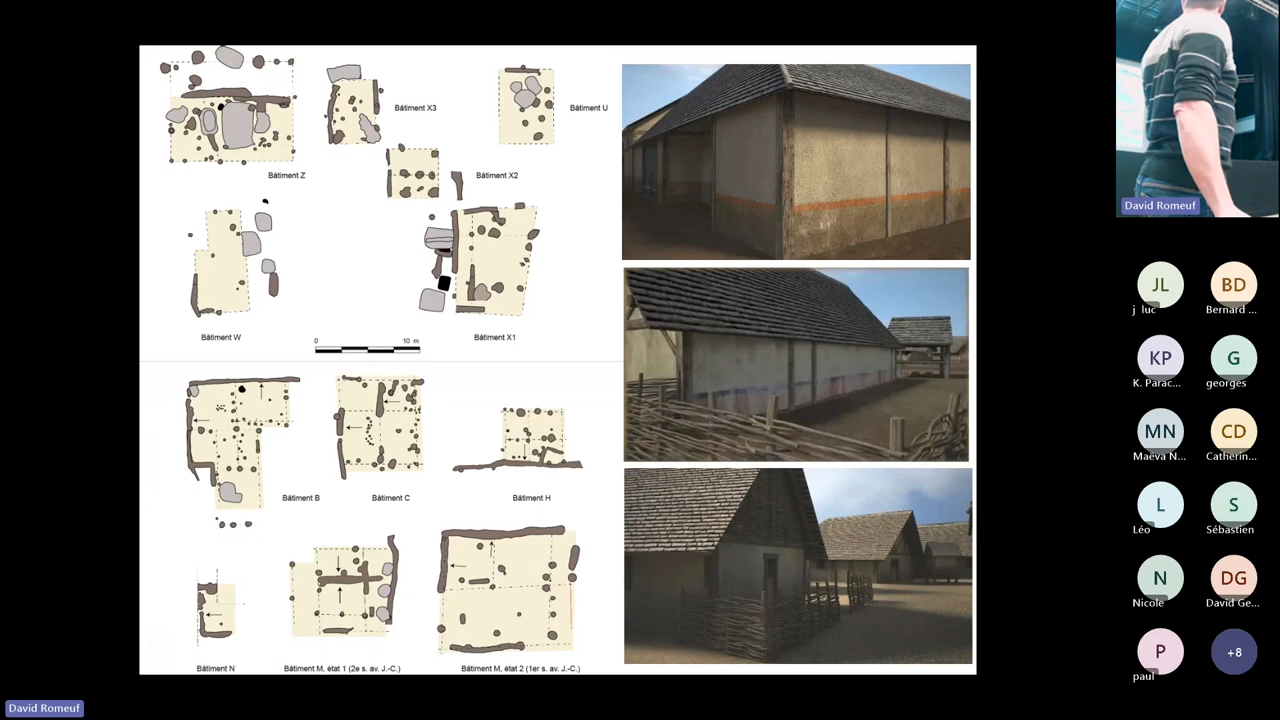 Bâtiment Z
Bâtiment X3
Bâtiment U
Bâtiment X2
Bâtiment W
0 10 m
Bâtiment X1
Bâtiment B
Bâtiment C
Bâtiment H
Bâtiment N
Bâtiment M, état 1 (2e s. av. J.-C.)
Bâtiment M, état 2 (1er s. av. J.-C.)
David Romeuf
JL
j luc
BD
Bernard ...
KP
K. Parac...
G
georges
MN
Maëva N...
CD
Catherin...
L
Léo
S
Sébastien
N
Nicole
DG
David Ge...
P
paul
+8
David Romeuf